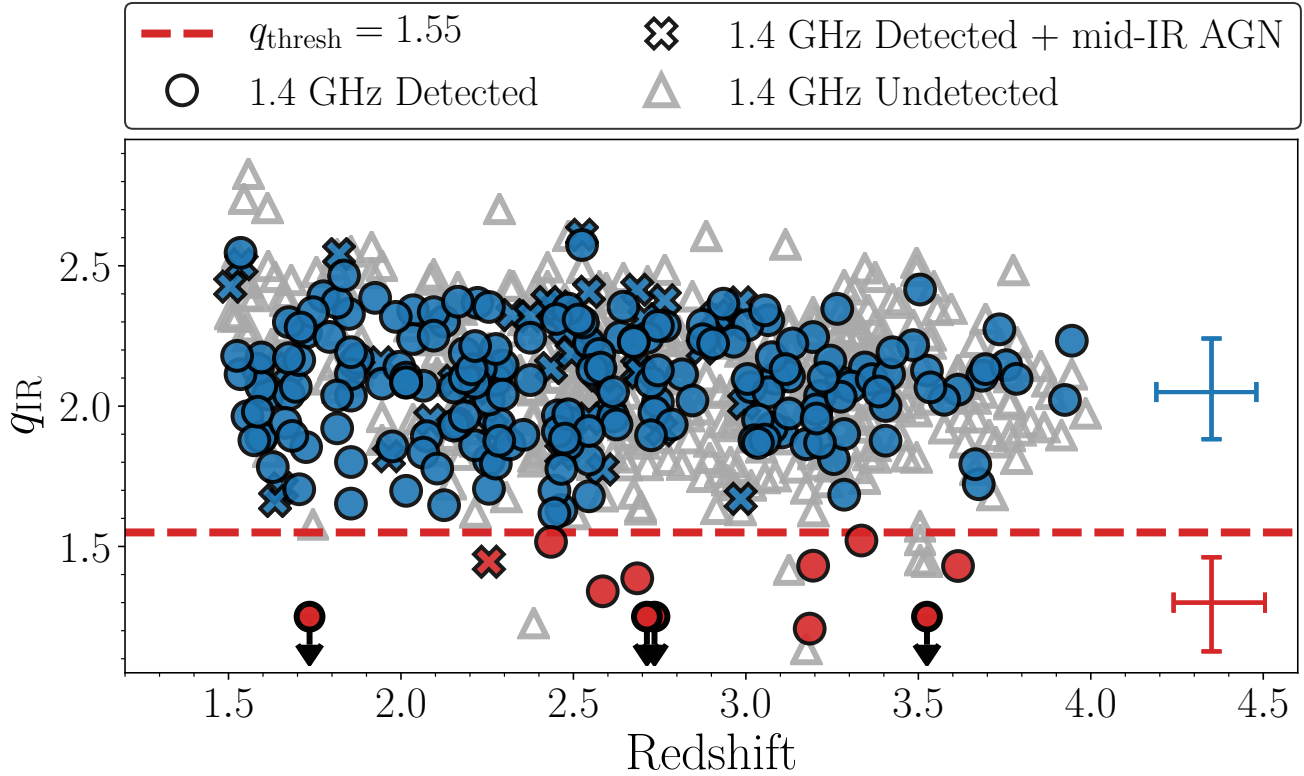 q_thresh = 1.55
1.4 GHz Detected
1.4 GHz Detected + mid-IR AGN
1.4 GHz Undetected
2.5
2.0
1.5
q_IR
1.5 2.0 2.5 3.0 3.5 4.0 4.5
Redshift